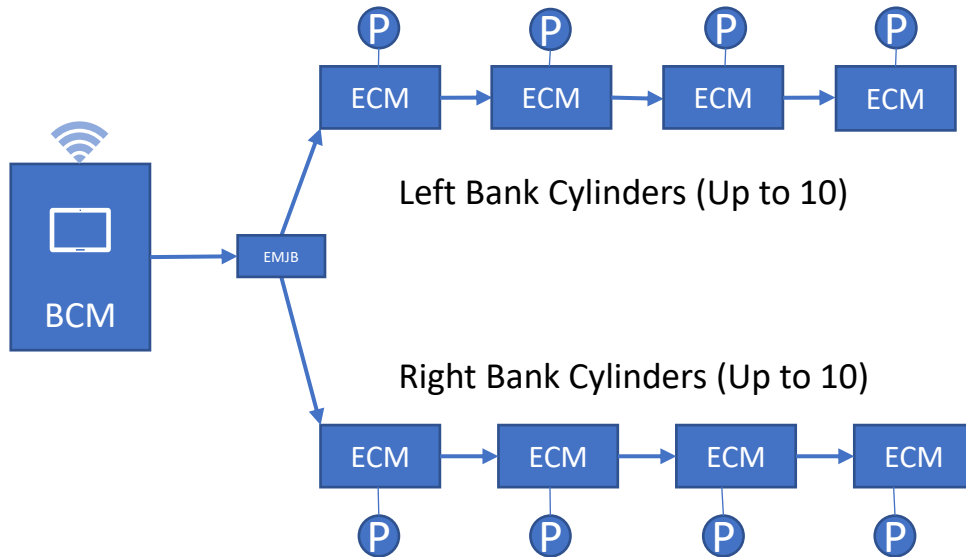 P P P P
ECM ECM ECM ECM
Left Bank Cylinders (Up to 10)
EMJB
BCM
Right Bank Cylinders (Up to 10)
ECM ECM ECM ECM
P P P P